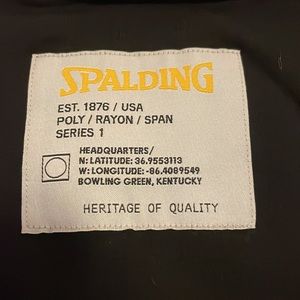 SPALDING
EST. 1876 / USA
POLY / RAYON / SPAN
SERIES 1
HEADQUARTERS/
N: LATITUDE: 36.9553113
W: LONGITUDE: -86.4089549
BOWLING GREEN, KENTUCKY
HERITAGE OF QUALITY